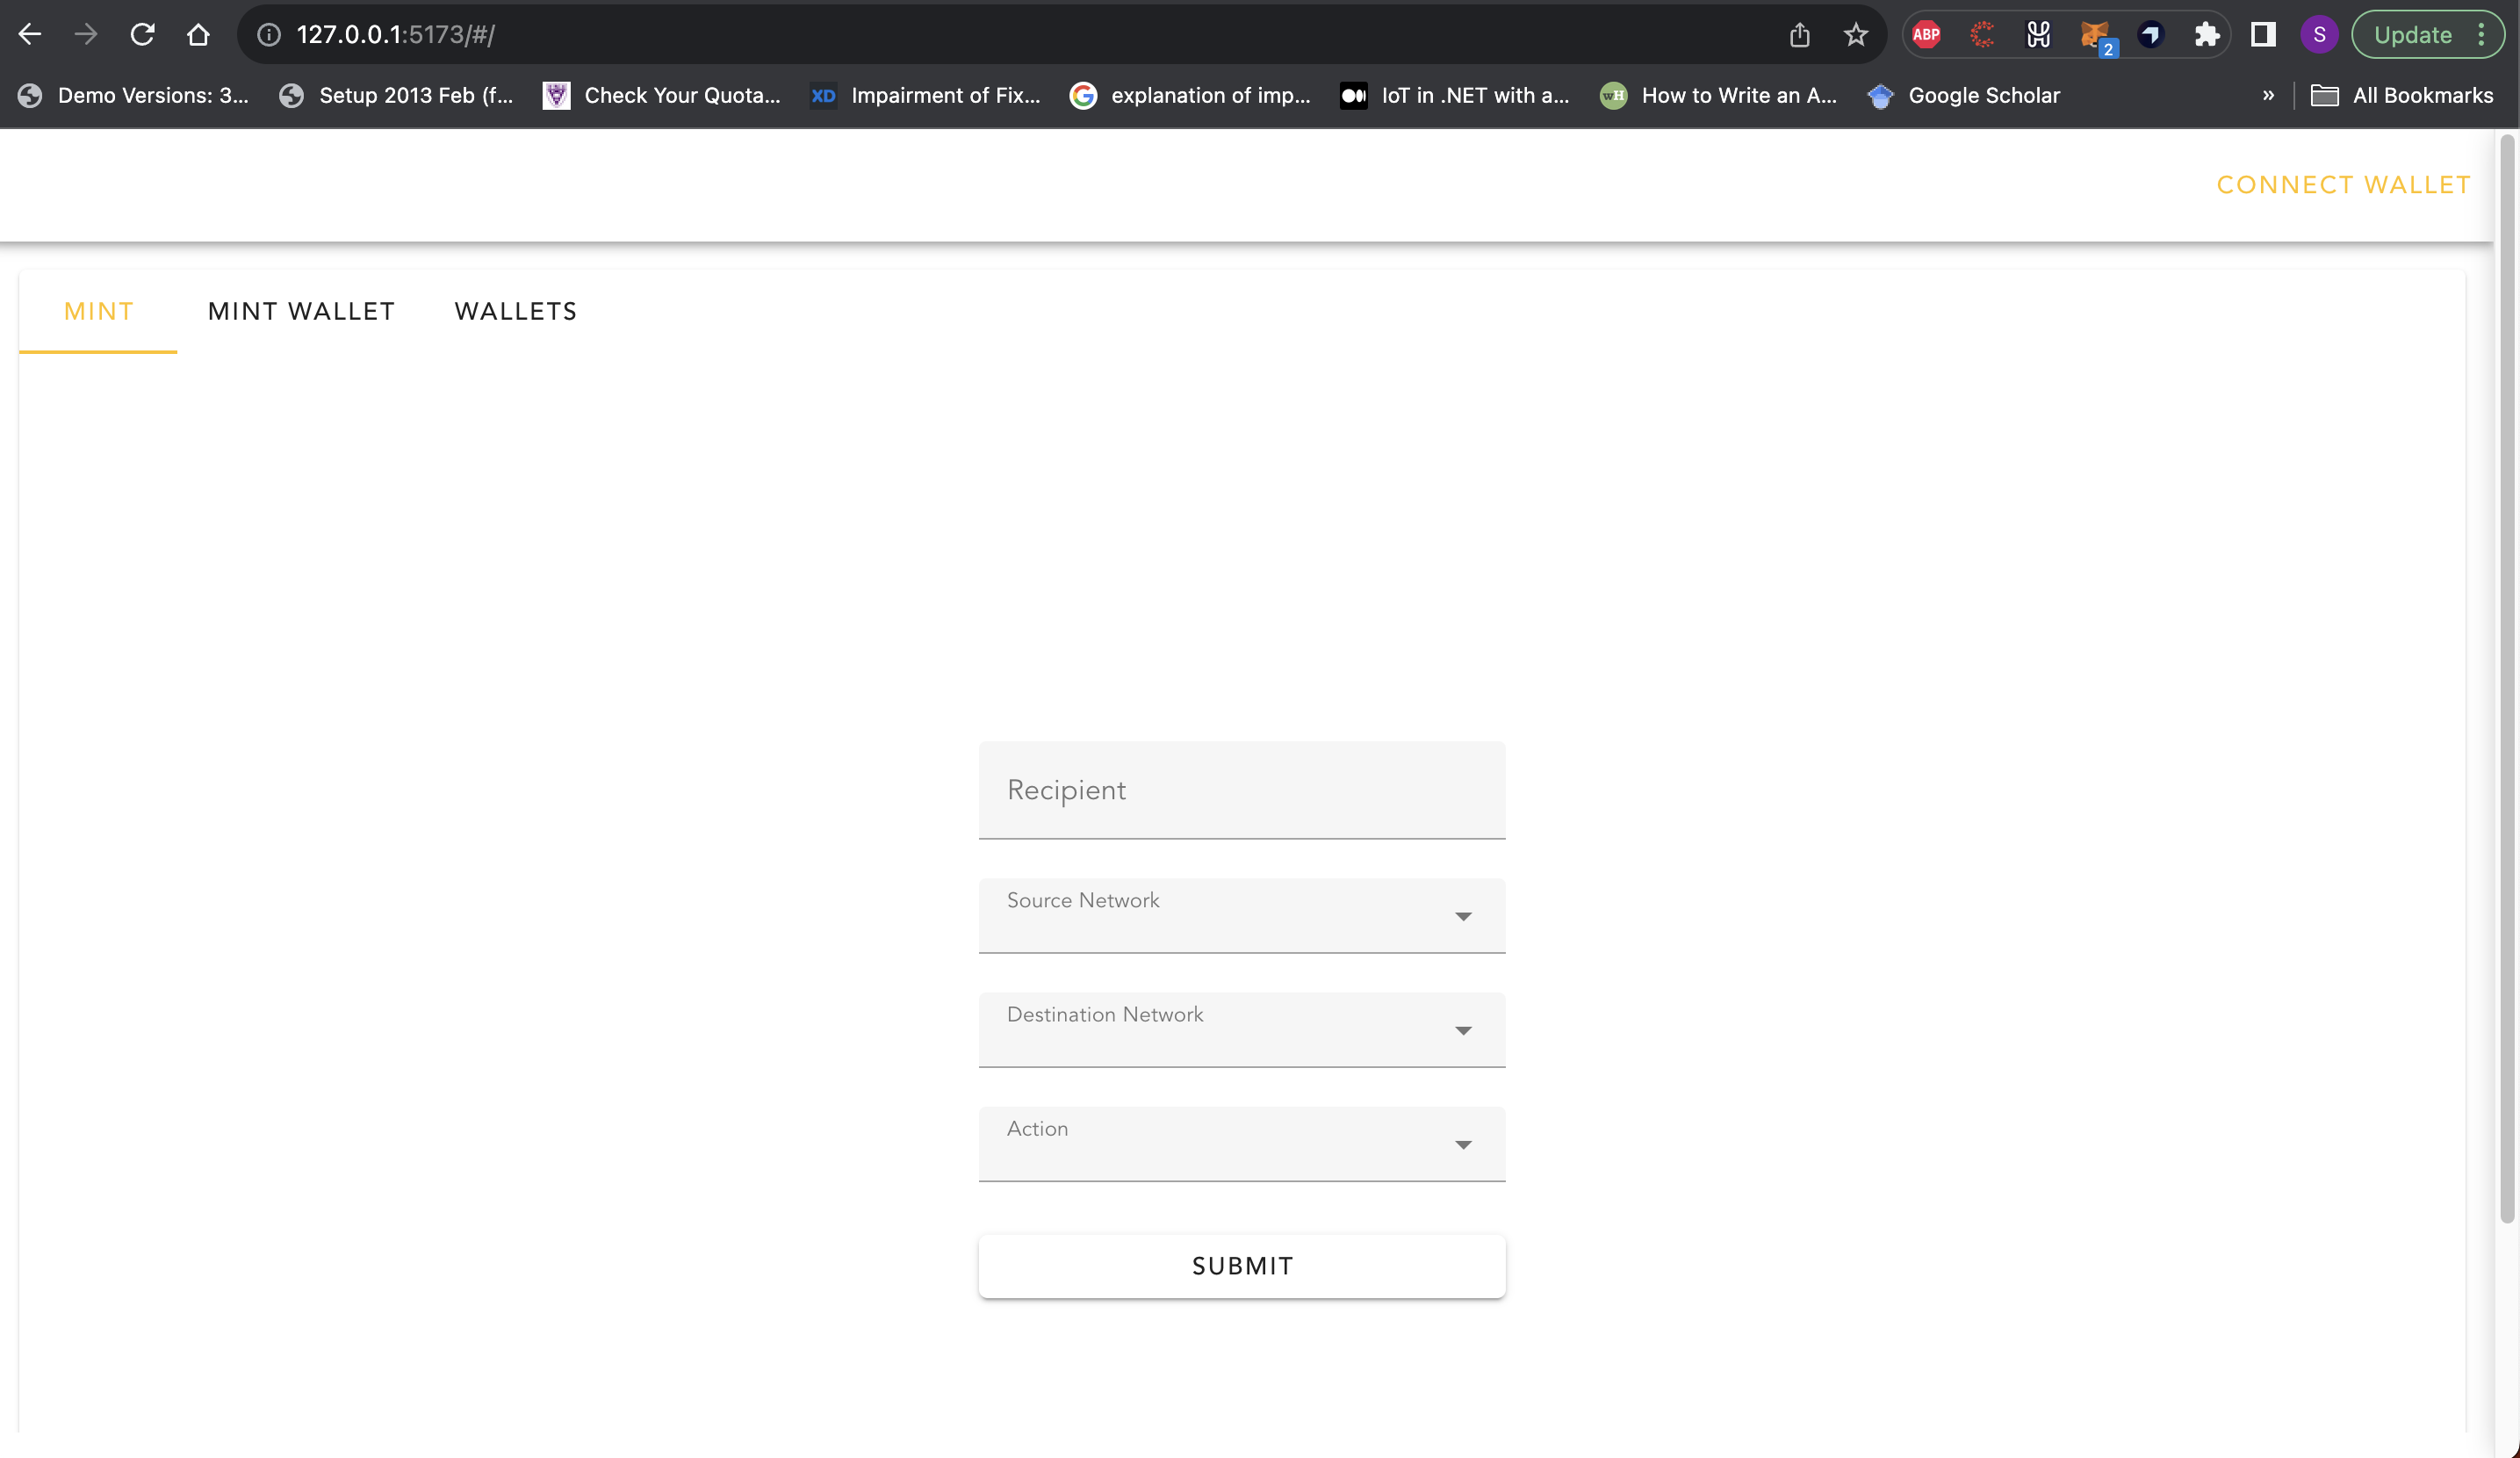 127.0.0.1:5173/#/
ABP
2
S
Update
Demo Versions: 3...
Setup 2013 Feb (f...
Check Your Quota...
XD Impairment of Fix...
explanation of imp...
IoT in .NET with a...
wH How to Write an A...
Google Scholar
»
All Bookmarks
CONNECT WALLET
MINT
MINT WALLET
WALLETS
Recipient
Source Network
Destination Network
Action
SUBMIT